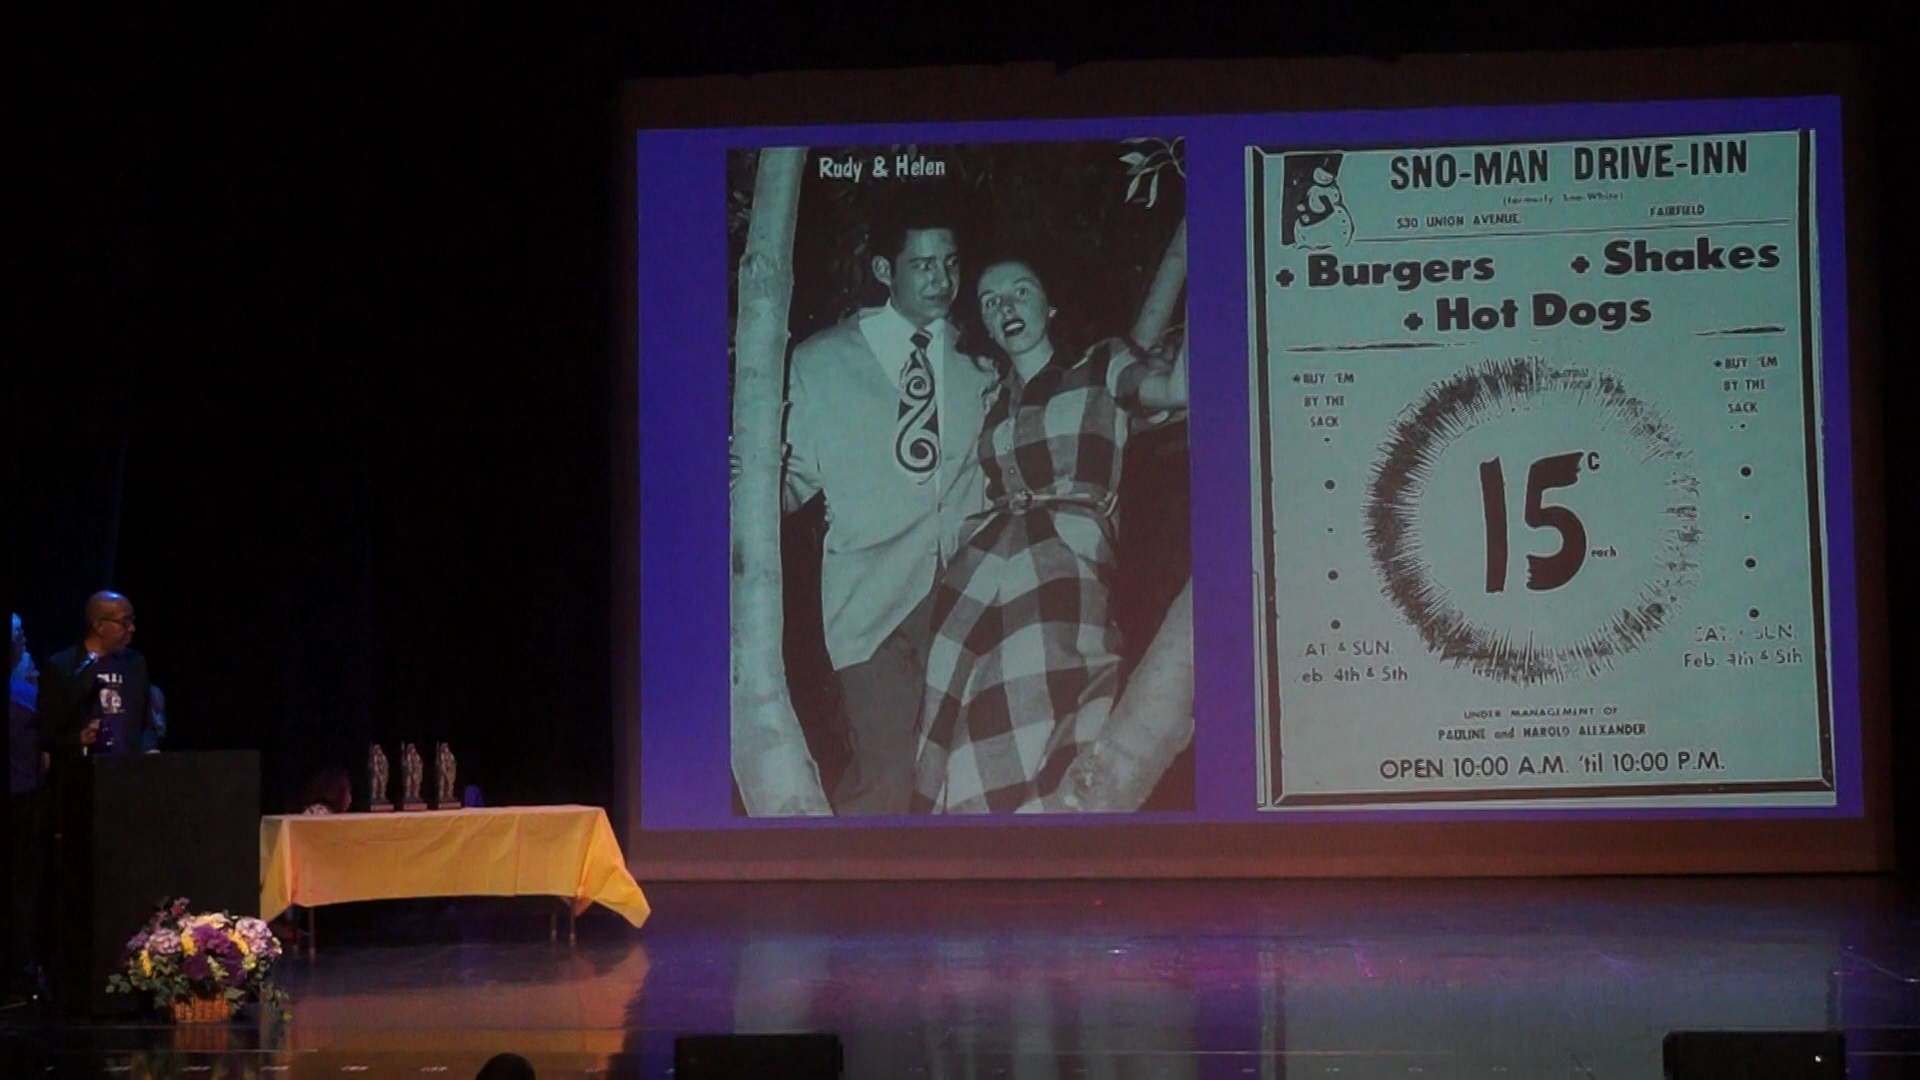 Rudy & Helen
SNO-MAN DRIVE-INN
(formerly Sno-White)
530 UNION AVENUE
FAIRFIELD
+ Burgers
+ Shakes
+ Hot Dogs
*BUY 'EM
BY THE
SACK
*BUY 'EM
BY THE
SACK
15c
each
AT. & SUN.
eb. 4th & 5th
SAT. & SUN.
Feb. 4th & 5th
UNDER MANAGEMENT OF
PAULINE and HAROLD ALEXANDER
OPEN 10:00 A.M. 'til 10:00 P.M.